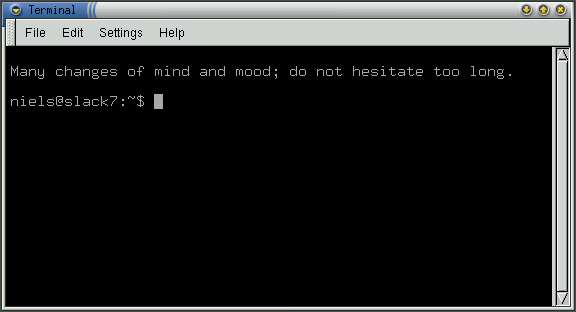 Terminal
File Edit Settings Help
Many changes of mind and mood; do not hesitate too long.
niels@slack7:~$